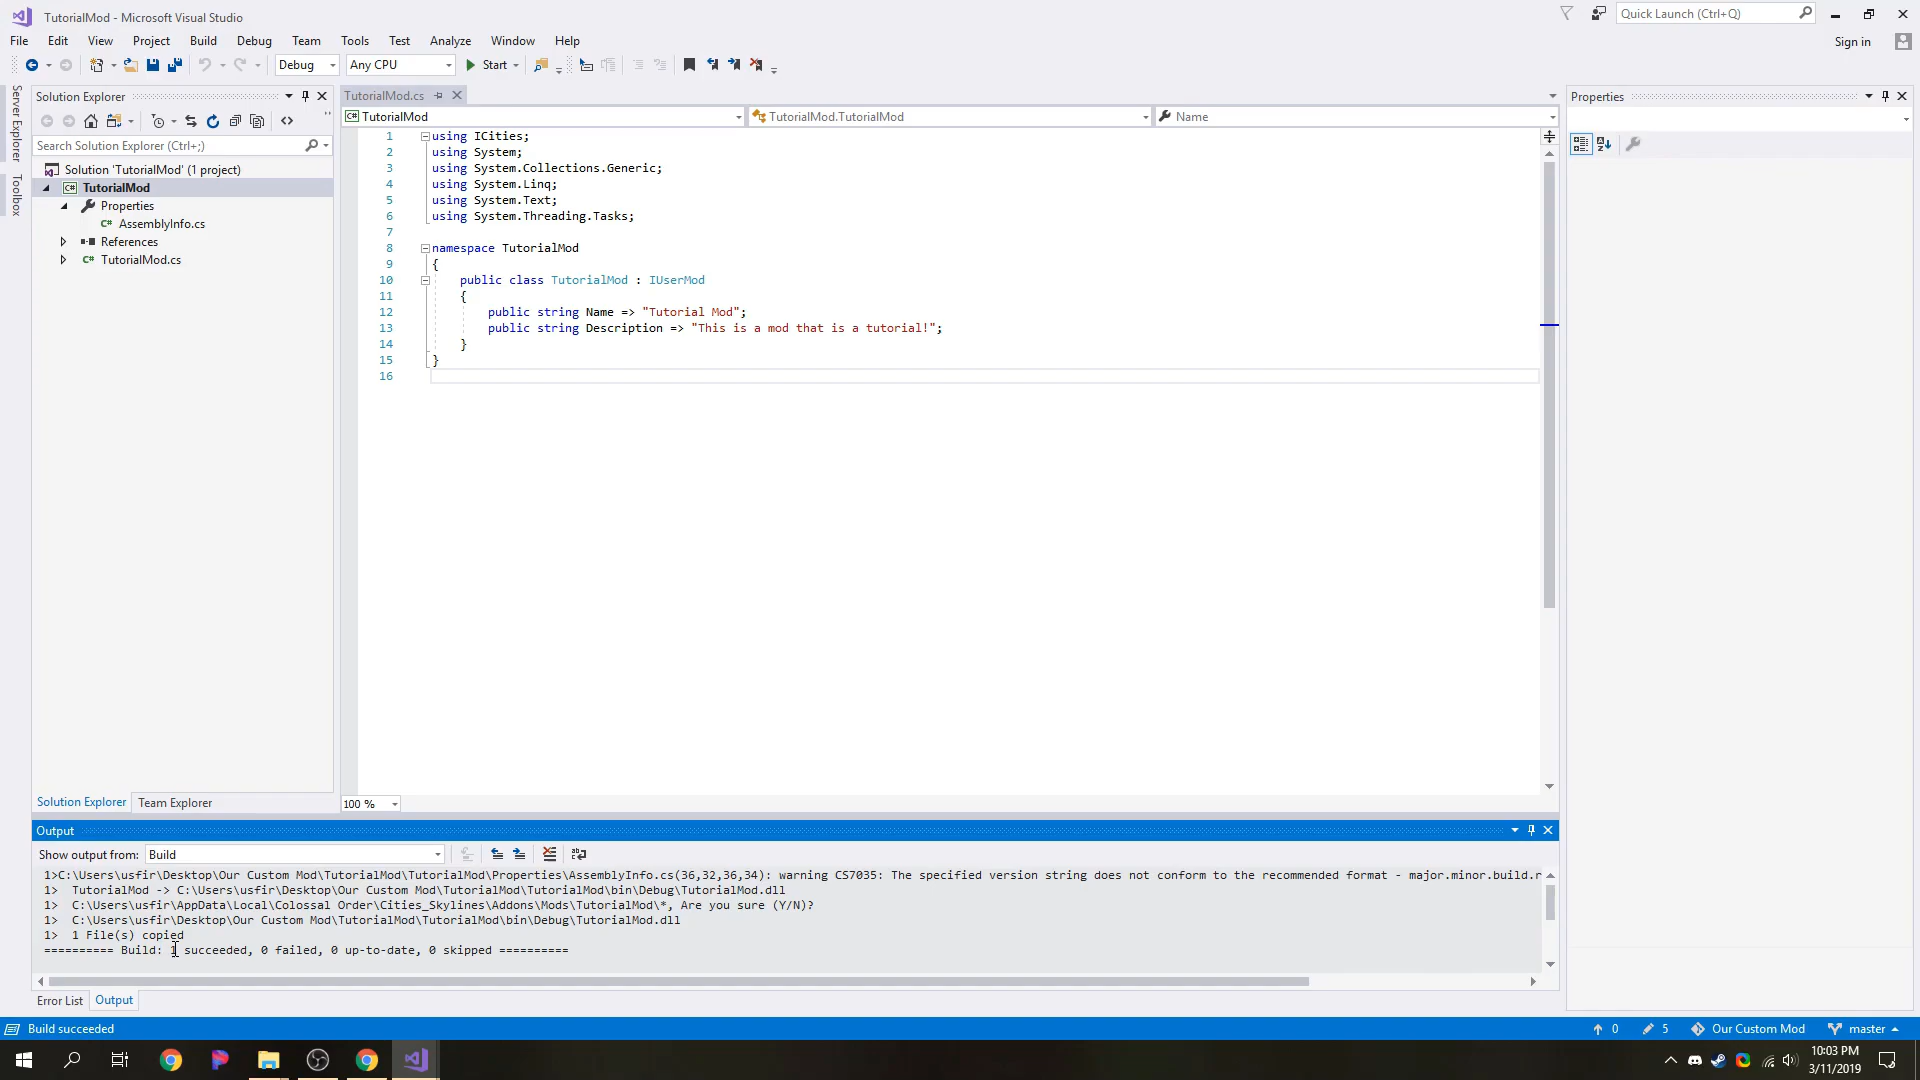 TutorialMod - Microsoft Visual Studio
Quick Launch (Ctrl+Q)
File Edit View Project Build Debug Team Tools Test Analyze Window Help
Sign in
Debug Any CPU Start
Server Explorer
Toolbox
Solution Explorer
Search Solution Explorer (Ctrl+;)
Solution 'TutorialMod' (1 project)
C# TutorialMod
Properties
C# AssemblyInfo.cs
References
C# TutorialMod.cs
Solution Explorer Team Explorer
TutorialMod.cs
C# TutorialMod TutorialMod.TutorialMod Name
1 using ICities;
2 using System;
3 using System.Collections.Generic;
4 using System.Linq;
5 using System.Text;
6 using System.Threading.Tasks;
7
8 namespace TutorialMod
9 {
10 public class TutorialMod : IUserMod
11 {
12 public string Name => "Tutorial Mod";
13 public string Description => "This is a mod that is a tutorial!";
14 }
15 }
16
100 %
Properties
Output
Show output from: Build
1>C:\Users\usfir\Desktop\Our Custom Mod\TutorialMod\TutorialMod\Properties\AssemblyInfo.cs(36,32,36,34): warning CS7035: The specified version string does not conform to the recommended format - major.minor.build.r
1>  TutorialMod -> C:\Users\usfir\Desktop\Our Custom Mod\TutorialMod\TutorialMod\bin\Debug\TutorialMod.dll
1>  C:\Users\usfir\AppData\Local\Colossal Order\Cities_Skylines\Addons\Mods\TutorialMod\*, Are you sure (Y/N)?
1>  C:\Users\usfir\Desktop\Our Custom Mod\TutorialMod\TutorialMod\bin\Debug\TutorialMod.dll
1>  1 File(s) copied
========== Build: 1 succeeded, 0 failed, 0 up-to-date, 0 skipped ==========
Error List Output
Build succeeded
0 5 Our Custom Mod master
10:03 PM
3/11/2019